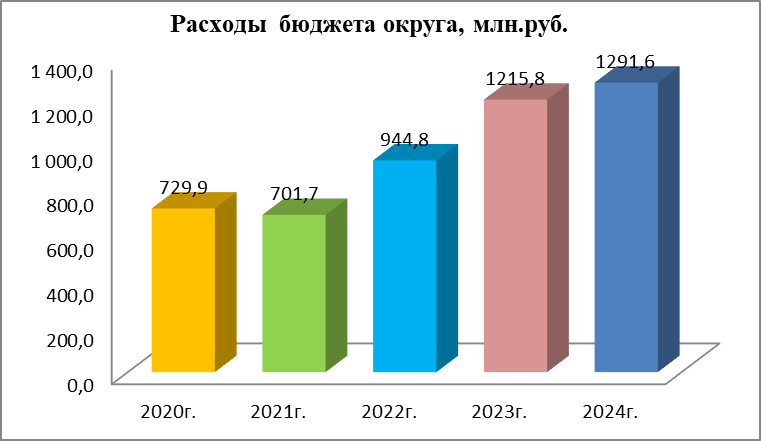 Расходы бюджета округа, млн.руб.
1 400,0
1 200,0
1 000,0
800,0
600,0
400,0
200,0
0,0
729,9
701,7
944,8
1215,8
1291,6
2020г.
2021г.
2022г.
2023г.
2024г.